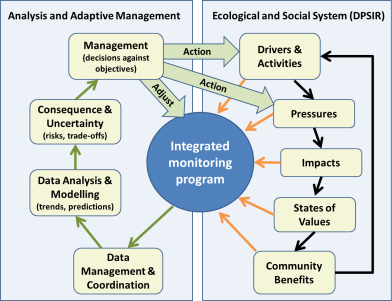 Analysis and Adaptive Management
Ecological and Social System (DPSIR)
Management
(decisions against
objectives)
Action
Action
Adjust
Drivers &
Activities
Pressures
Impacts
States of
Values
Community
Benefits
Integrated
monitoring
program
Consequence &
Uncertainty
(risks, trade-offs)
Data Analysis &
Modelling
(trends, predictions)
Data
Management &
Coordination